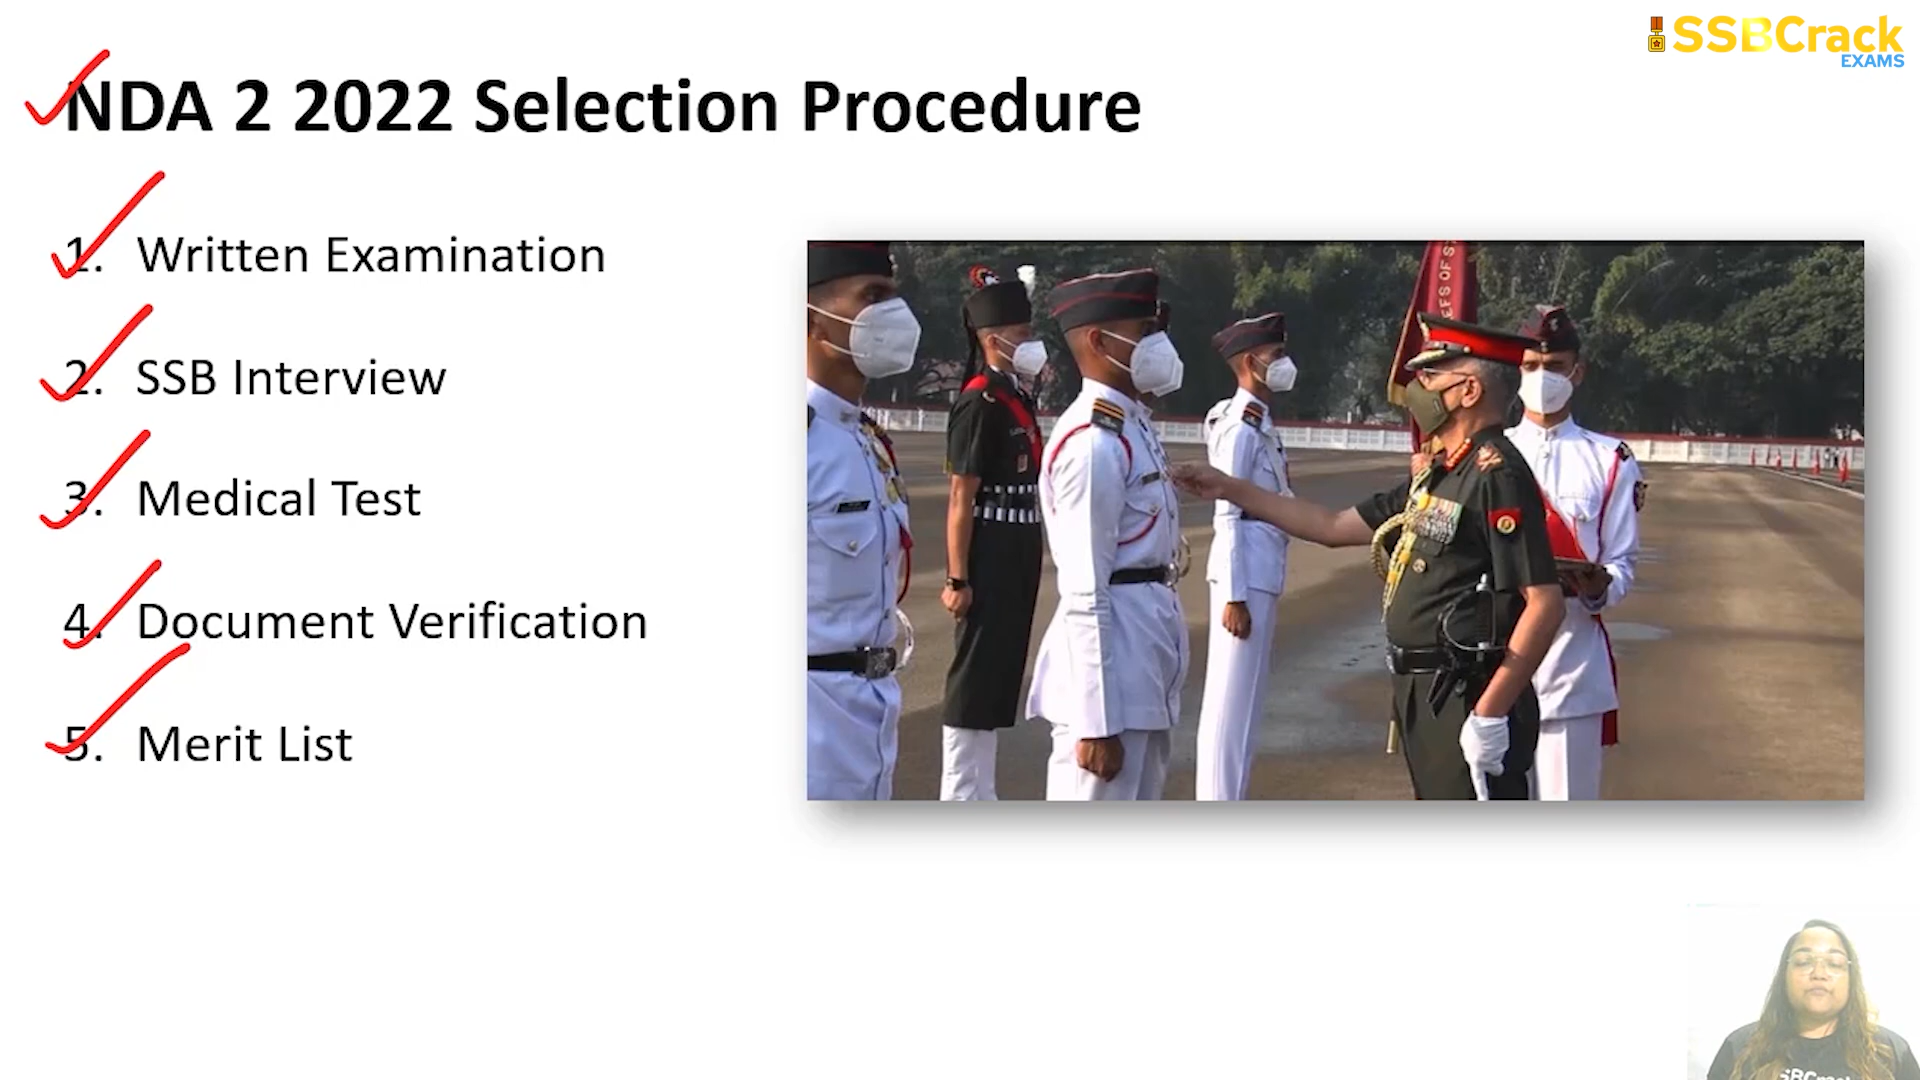 SSBCrack
EXAMS
NDA 2 2022 Selection Procedure
1. Written Examination
2. SSB Interview
3. Medical Test
4. Document Verification
5. Merit List